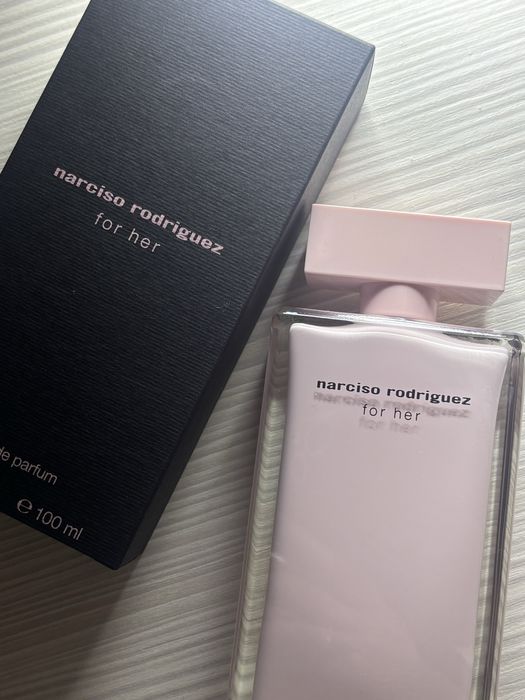 narciso rodriguez
for her
de parfum
℮ 100 ml
narciso rodriguez
for her